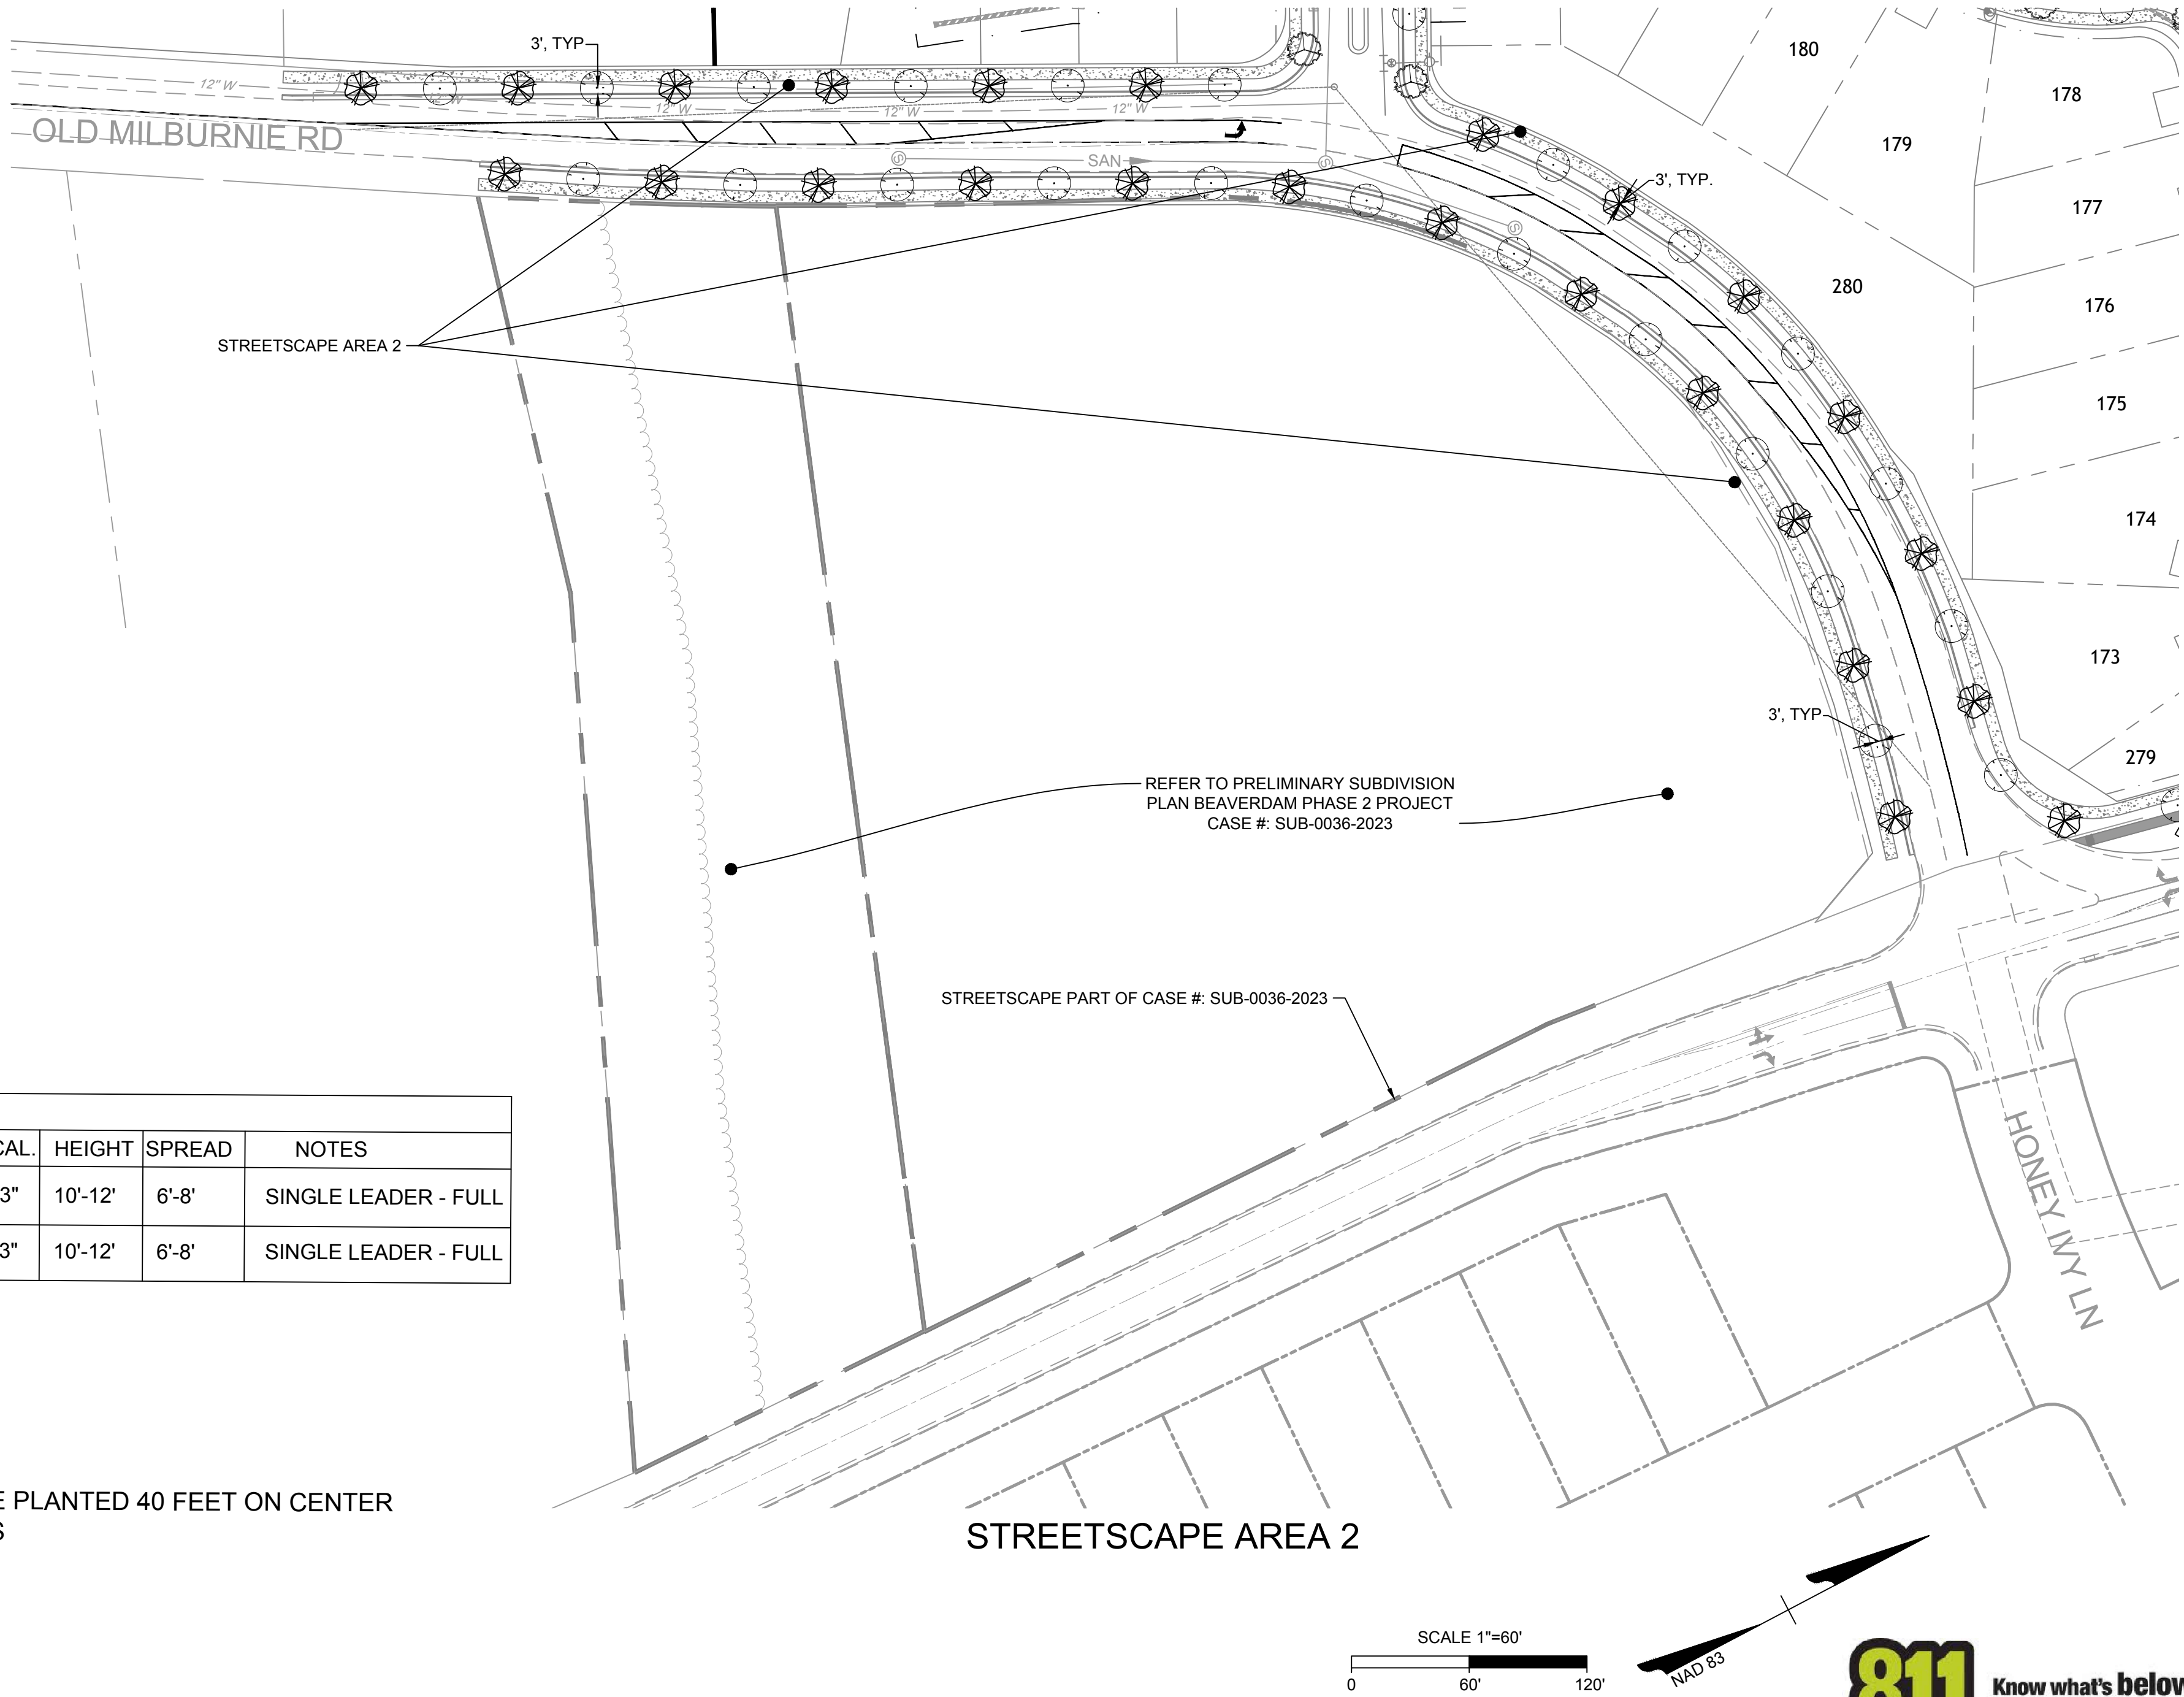 3', TYP
180
178
12" W
12" W
12" W
12" W
12" W
OLD MILBURNIE RD
179
SAN
S
S
3', TYP.
177
S
280
176
STREETSCAPE AREA 2
175
174
173
3', TYP
279
REFER TO PRELIMINARY SUBDIVISION
PLAN BEAVERDAM PHASE 2 PROJECT
CASE #: SUB-0036-2023
STREETSCAPE PART OF CASE #: SUB-0036-2023
CAL. HEIGHT SPREAD NOTES
3" 10'-12' 6'-8' SINGLE LEADER - FULL
3" 10'-12' 6'-8' SINGLE LEADER - FULL
HONEY IVY LN
E PLANTED 40 FEET ON CENTER
S
STREETSCAPE AREA 2
SCALE 1"=60'
0 60' 120'
NAD 83
811
Know what's below